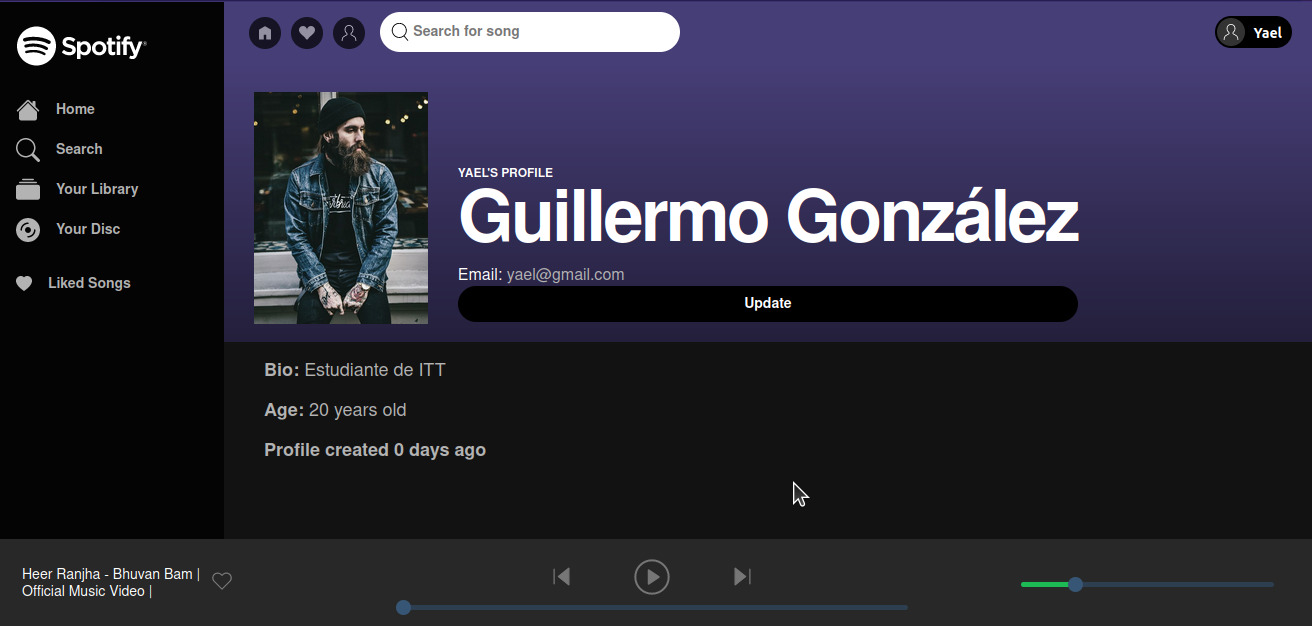 Spotify®
Home
Search
Your Library
Your Disc
Liked Songs
Search for song
Yael
YAEL'S PROFILE
Guillermo González
Email: yael@gmail.com
Update
Bio: Estudiante de ITT
Age: 20 years old
Profile created 0 days ago
Heer Ranjha - Bhuvan Bam |
Official Music Video |